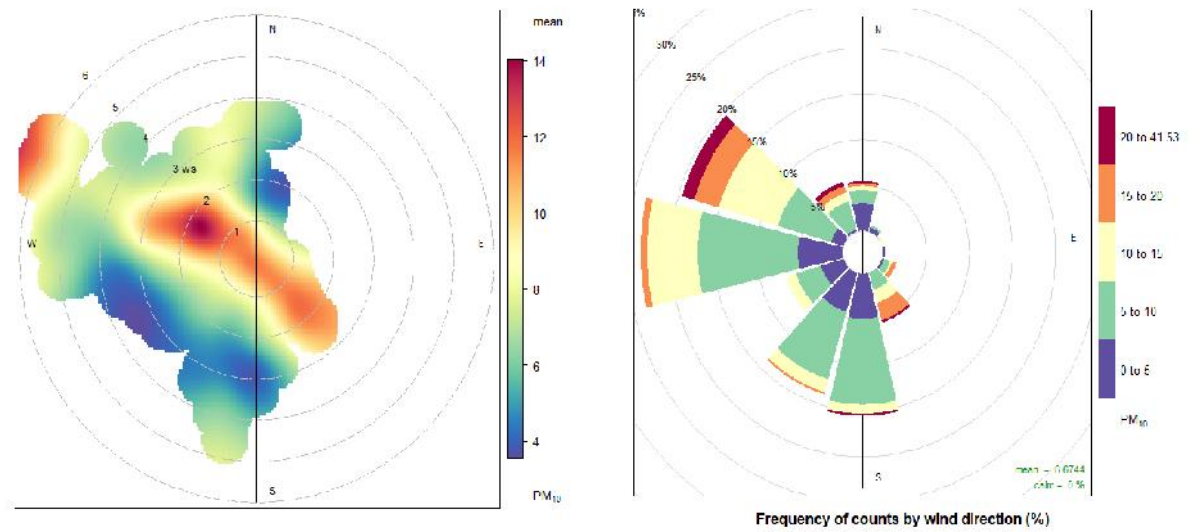 mean
14
12
10
8
6
4
PM10
N
6
5
4
3 ws
2
1
W
E
S
N
30%
25%
20%
15%
10%
5%
E
S
20 to 41.53
15 to 20
10 to 15
5 to 10
PM10
calm = 0 %
Frequency of counts by wind direction (%)